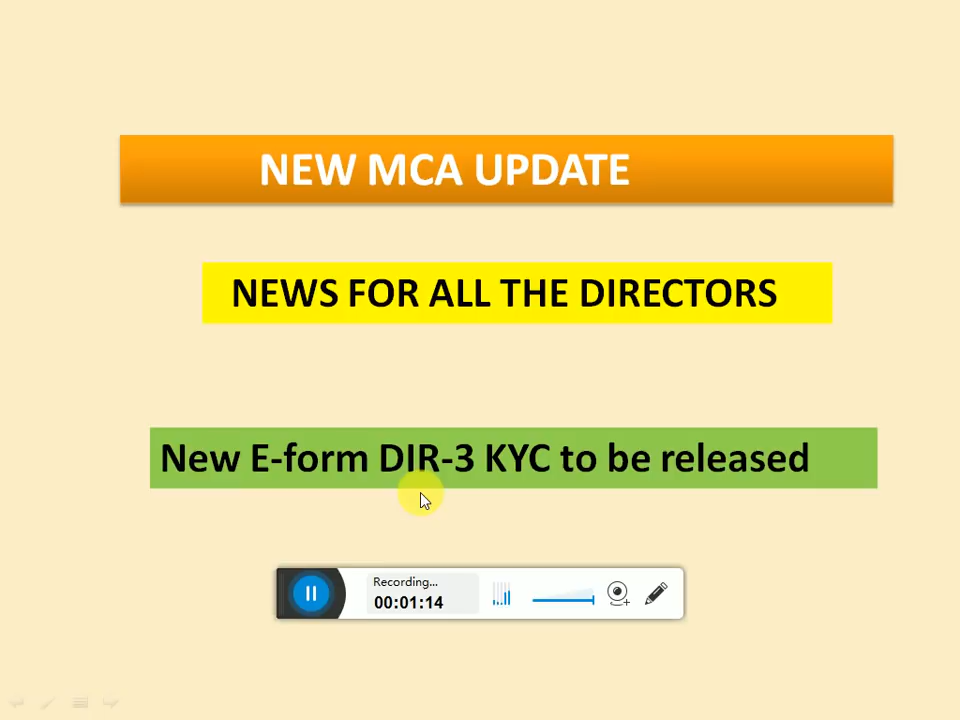 NEW MCA UPDATE
NEWS FOR ALL THE DIRECTORS
New E-form DIR-3 KYC to be released
Recording...
00:01:14